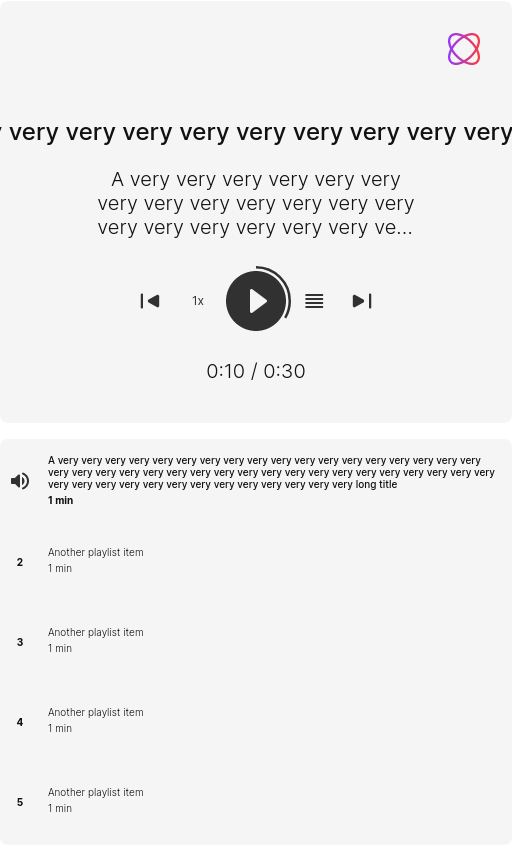 very very very very very very very very very
A very very very very very very
very very very very very very very
very very very very very very ve...
1x
0:10 / 0:30
A very very very very very very very very very very very very very very very very very very
very very very very very very very very very very very very very very very very very very very
very very very very very very very very very very very very very long title
1 min
2
Another playlist item
1 min
3
Another playlist item
1 min
4
Another playlist item
1 min
5
Another playlist item
1 min